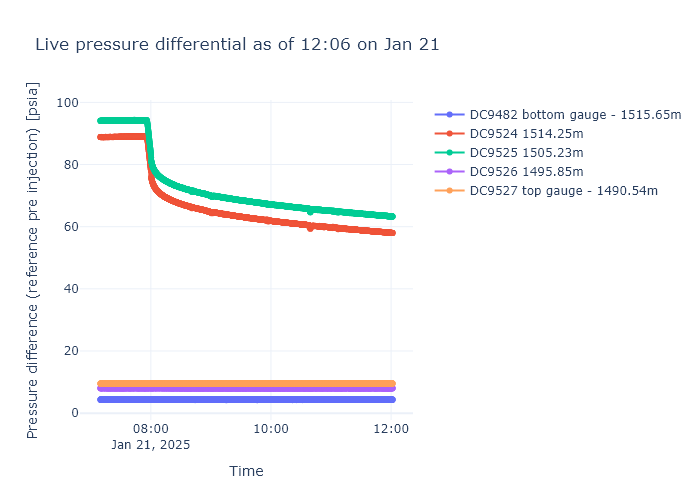 Live pressure differential as of 12:06 on Jan 21
Pressure difference (reference pre injection) [psia]
100
80
60
40
20
0
08:00
Jan 21, 2025
10:00
12:00
Time
DC9482 bottom gauge - 1515.65m
DC9524 1514.25m
DC9525 1505.23m
DC9526 1495.85m
DC9527 top gauge - 1490.54m